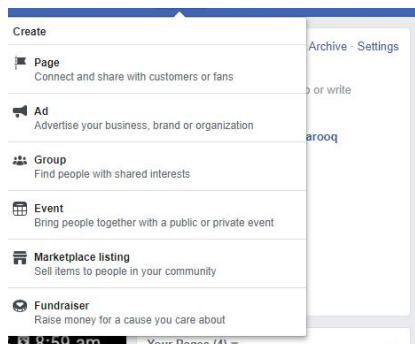 Create
Archive · Settings
Page
Connect and share with customers or fans
or write
Ad
Advertise your business, brand or organization
arooq
Group
Find people with shared interests
Event
Bring people together with a public or private event
Marketplace listing
Sell items to people in your community
Fundraiser
Raise money for a cause you care about
8:59 am
Your Pages (4)